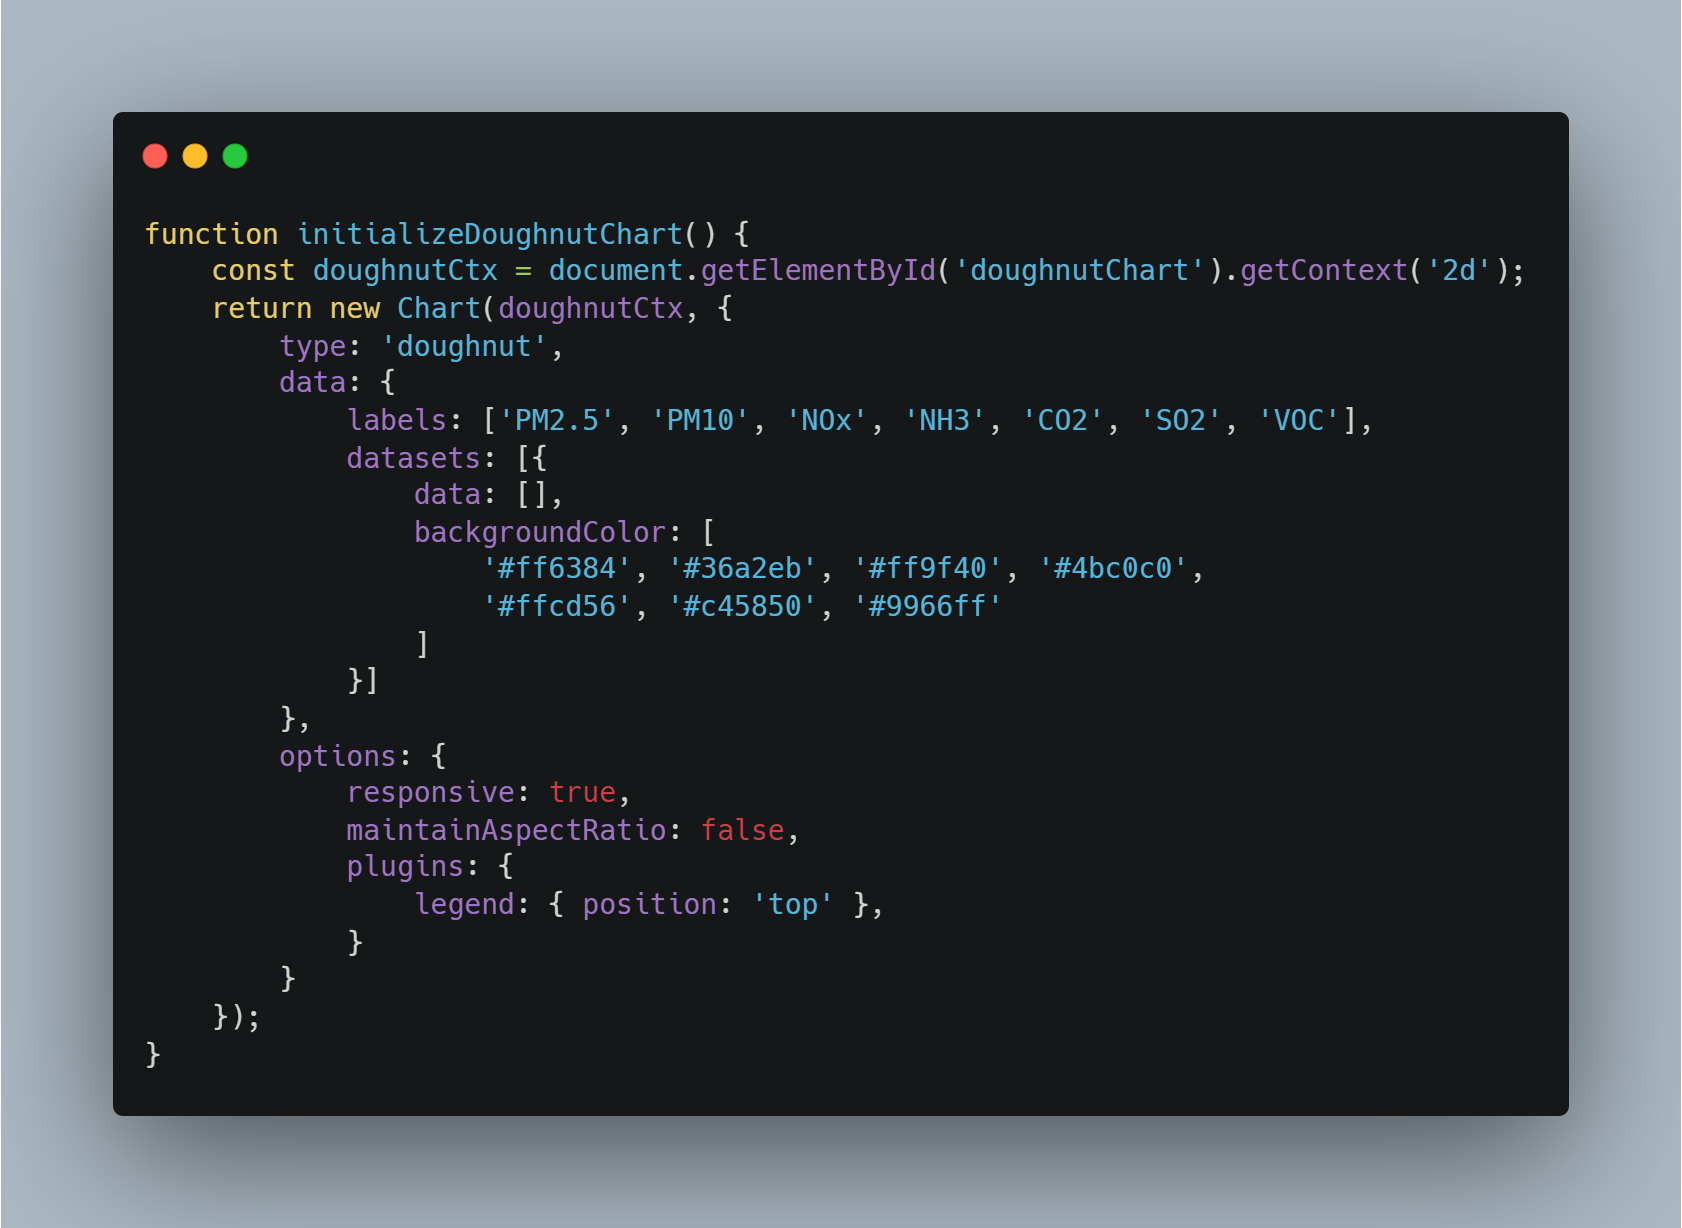 function initializeDoughnutChart() {
    const doughnutCtx = document.getElementById('doughnutChart').getContext('2d');
    return new Chart(doughnutCtx, {
        type: 'doughnut',
        data: {
            labels: ['PM2.5', 'PM10', 'NOx', 'NH3', 'CO2', 'SO2', 'VOC'],
            datasets: [{
                data: [],
                backgroundColor: [
                    '#ff6384', '#36a2eb', '#ff9f40', '#4bc0c0',
                    '#ffcd56', '#c45850', '#9966ff'
                ]
            }]
        },
        options: {
            responsive: true,
            maintainAspectRatio: false,
            plugins: {
                legend: { position: 'top' },
            }
        }
    });
}